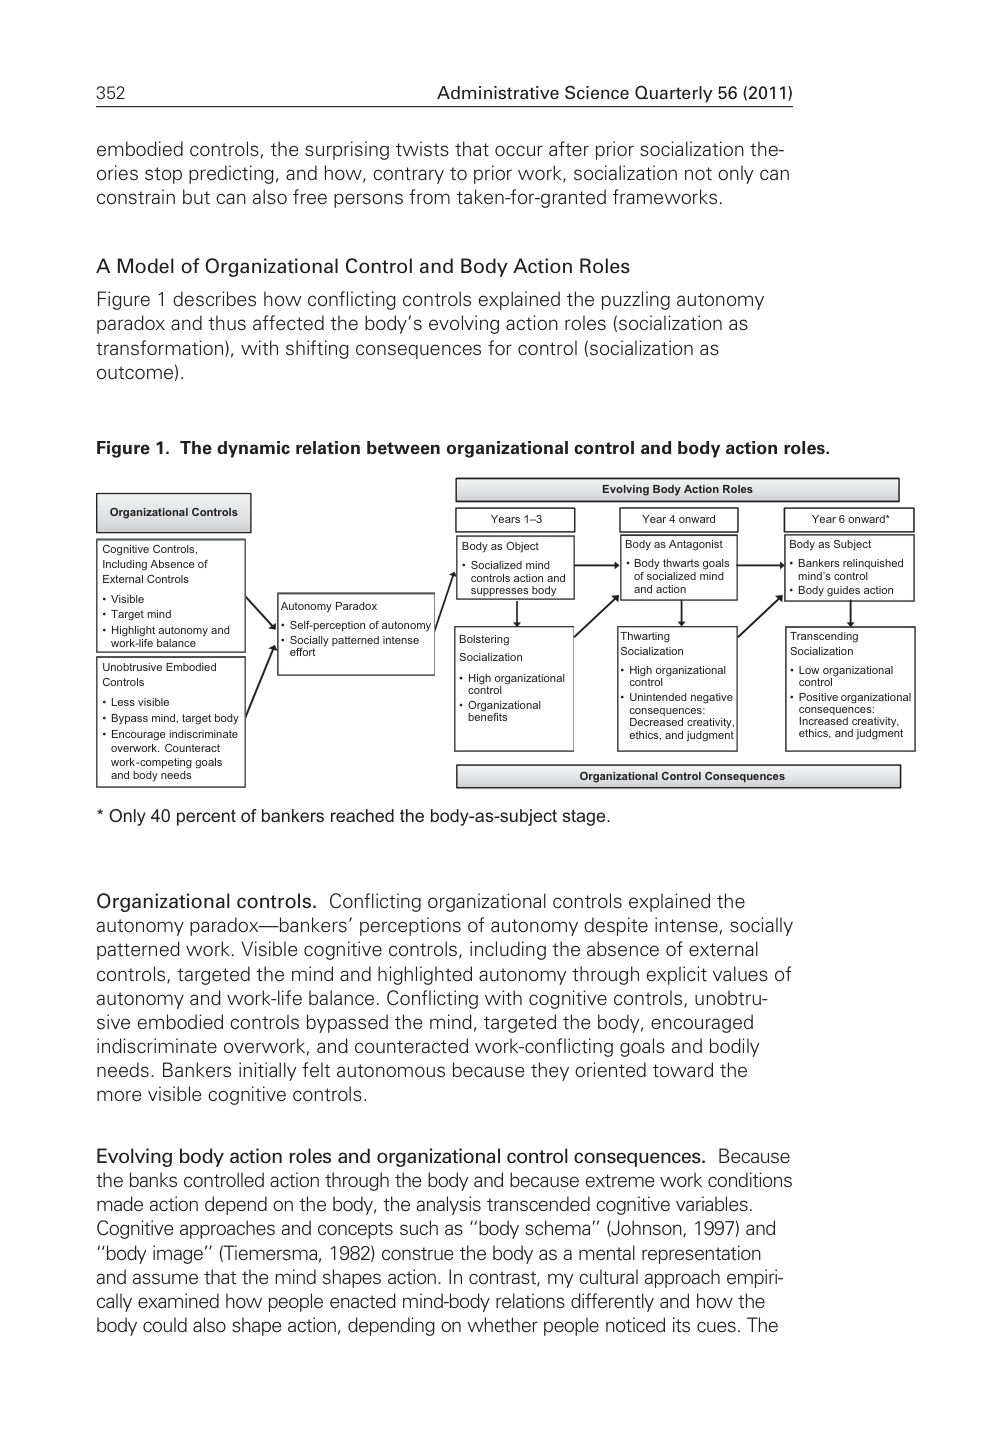 352 Administrative Science Quarterly 56 (2011)
embodied controls, the surprising twists that occur after prior socialization the-
ories stop predicting, and how, contrary to prior work, socialization not only can
constrain but can also free persons from taken-for-granted frameworks.
A Model of Organizational Control and Body Action Roles
Figure 1 describes how conflicting controls explained the puzzling autonomy
paradox and thus affected the body’s evolving action roles (socialization as
transformation), with shifting consequences for control (socialization as
outcome).
Figure 1. The dynamic relation between organizational control and body action roles.
Organizational Controls
Cognitive Controls,
Including Absence of
External Controls
• Visible
• Target mind
• Highlight autonomy and
work-life balance
Unobtrusive Embodied
Controls
• Less visible
• Bypass mind, target body
• Encourage indiscriminate
overwork. Counteract
work-competing goals
and body needs
Autonomy Paradox
• Self-perception of autonomy
• Socially patterned intense
effort
Evolving Body Action Roles
Years 1–3
Body as Object
• Socialized mind
controls action and
suppresses body
Bolstering
Socialization
• High organizational
control
• Organizational
benefits
Year 4 onward
Body as Antagonist
• Body thwarts goals
of socialized mind
and action
Thwarting
Socialization
• High organizational
control
• Unintended negative
consequences:
Decreased creativity,
ethics, and judgment
Year 6 onward*
Body as Subject
• Bankers relinquished
mind’s control
• Body guides action
Transcending
Socialization
• Low organizational
control
• Positive organizational
consequences:
Increased creativity,
ethics, and judgment
Organizational Control Consequences
* Only 40 percent of bankers reached the body-as-subject stage.
Organizational controls. Conflicting organizational controls explained the
autonomy paradox—bankers’ perceptions of autonomy despite intense, socially
patterned work. Visible cognitive controls, including the absence of external
controls, targeted the mind and highlighted autonomy through explicit values of
autonomy and work-life balance. Conflicting with cognitive controls, unobtru-
sive embodied controls bypassed the mind, targeted the body, encouraged
indiscriminate overwork, and counteracted work-conflicting goals and bodily
needs. Bankers initially felt autonomous because they oriented toward the
more visible cognitive controls.
Evolving body action roles and organizational control consequences. Because
the banks controlled action through the body and because extreme work conditions
made action depend on the body, the analysis transcended cognitive variables.
Cognitive approaches and concepts such as ‘‘body schema’’ (Johnson, 1997) and
‘‘body image’’ (Tiemersma, 1982) construe the body as a mental representation
and assume that the mind shapes action. In contrast, my cultural approach empiri-
cally examined how people enacted mind-body relations differently and how the
body could also shape action, depending on whether people noticed its cues. The